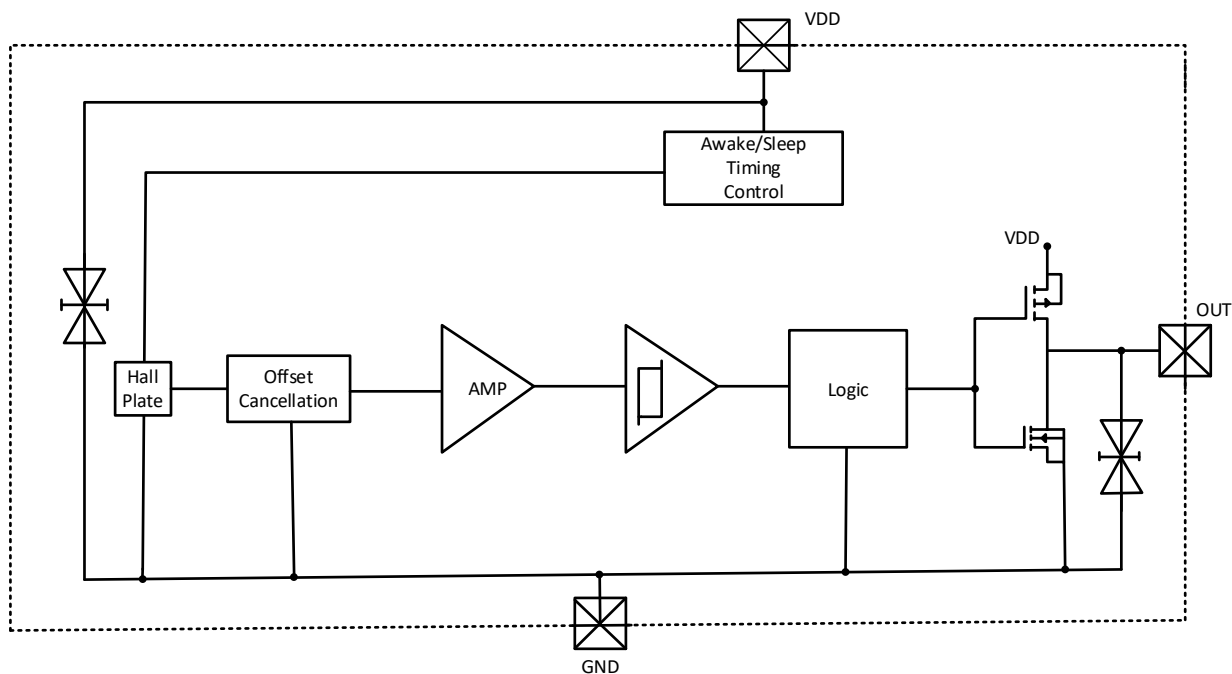 VDD
Awake/Sleep
Timing
Control
VDD
OUT
Hall
Plate
Offset
Cancellation
AMP
Logic
GND